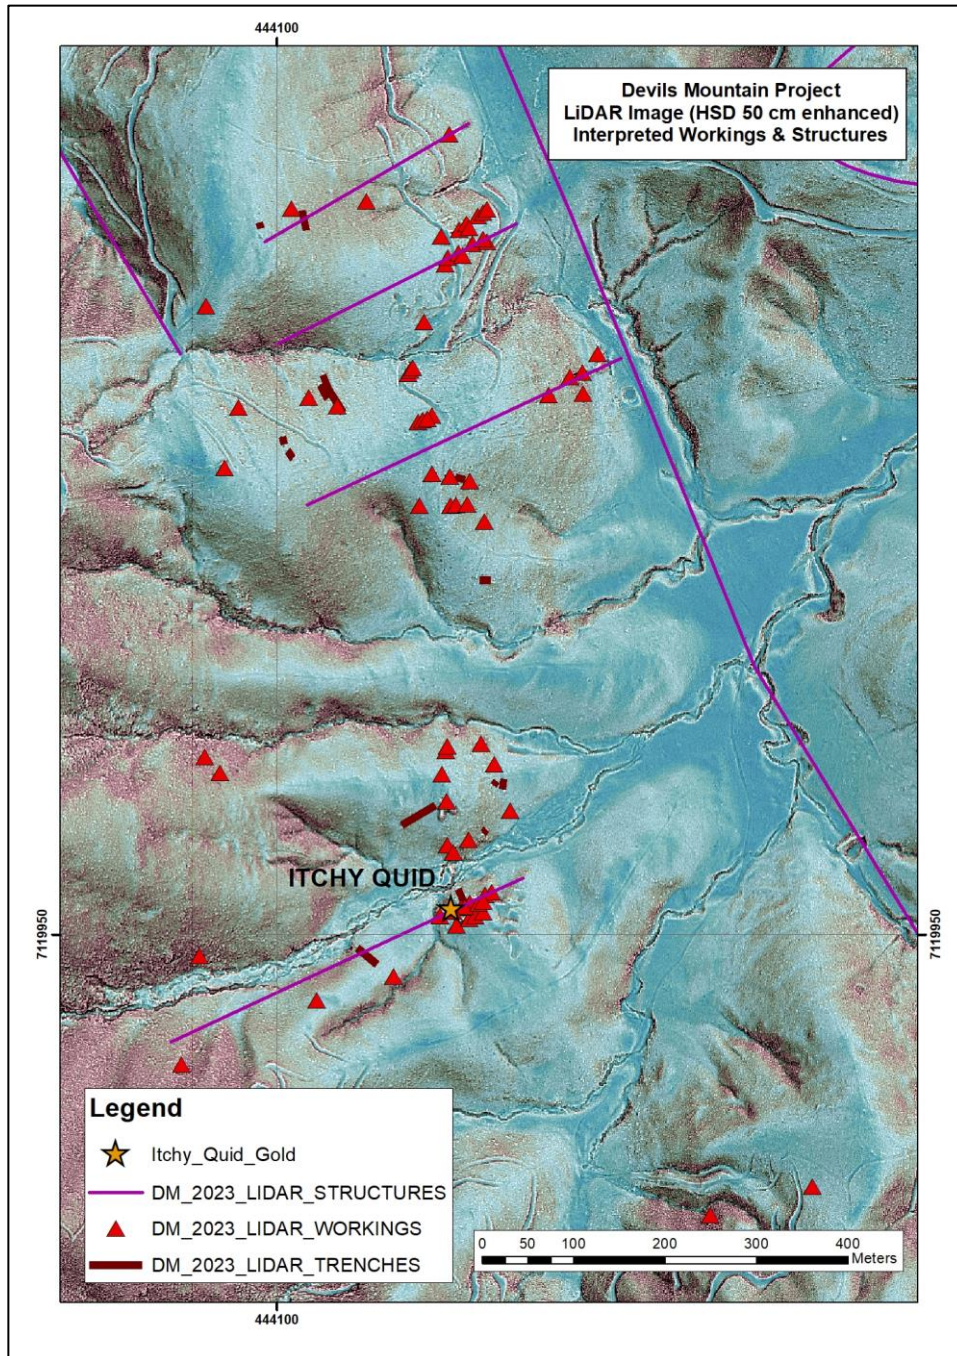 444100
Devils Mountain Project
LiDAR Image (HSD 50 cm enhanced)
Interpreted Workings & Structures
ITCHY QUID
7119950
7119950
Legend
Itchy_Quid_Gold
DM_2023_LIDAR_STRUCTURES
DM_2023_LIDAR_WORKINGS
DM_2023_LIDAR_TRENCHES
0 50 100 200 300 400
Meters
444100